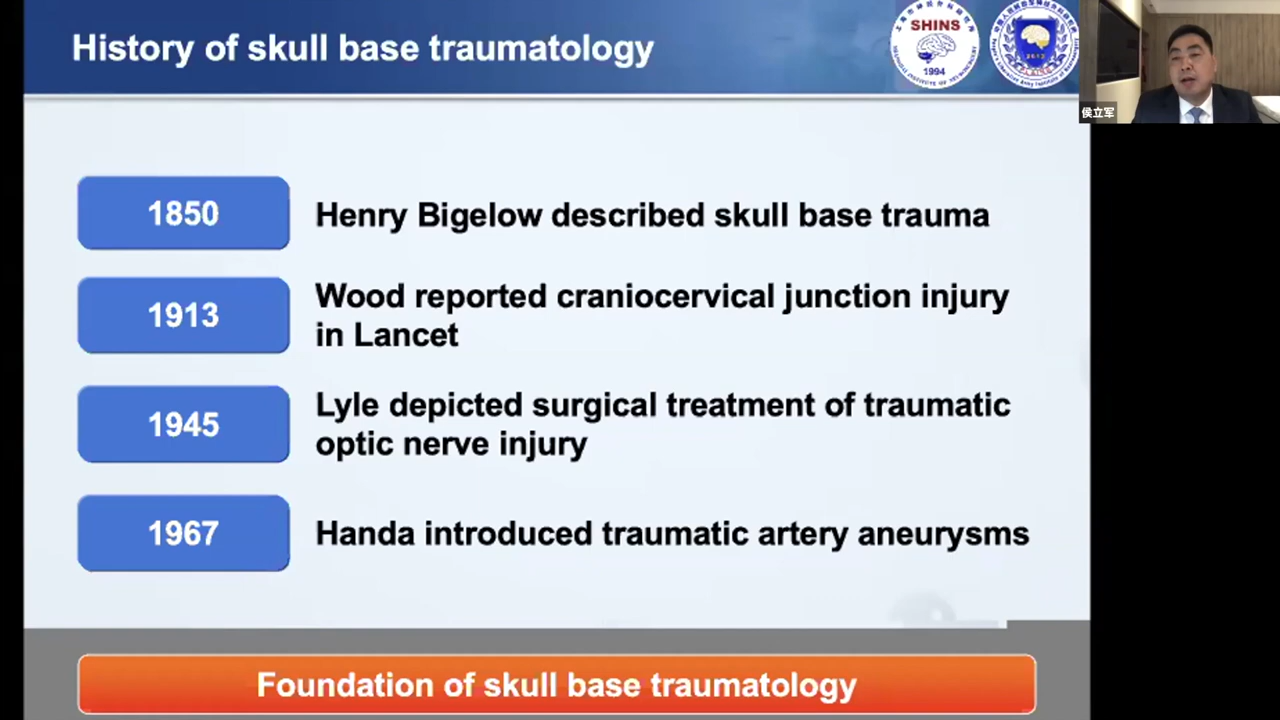 History of skull base traumatology
SHINS
1994
侯立军
1850
Henry Bigelow described skull base trauma
1913
Wood reported craniocervical junction injury
in Lancet
1945
Lyle depicted surgical treatment of traumatic
optic nerve injury
1967
Handa introduced traumatic artery aneurysms
Foundation of skull base traumatology